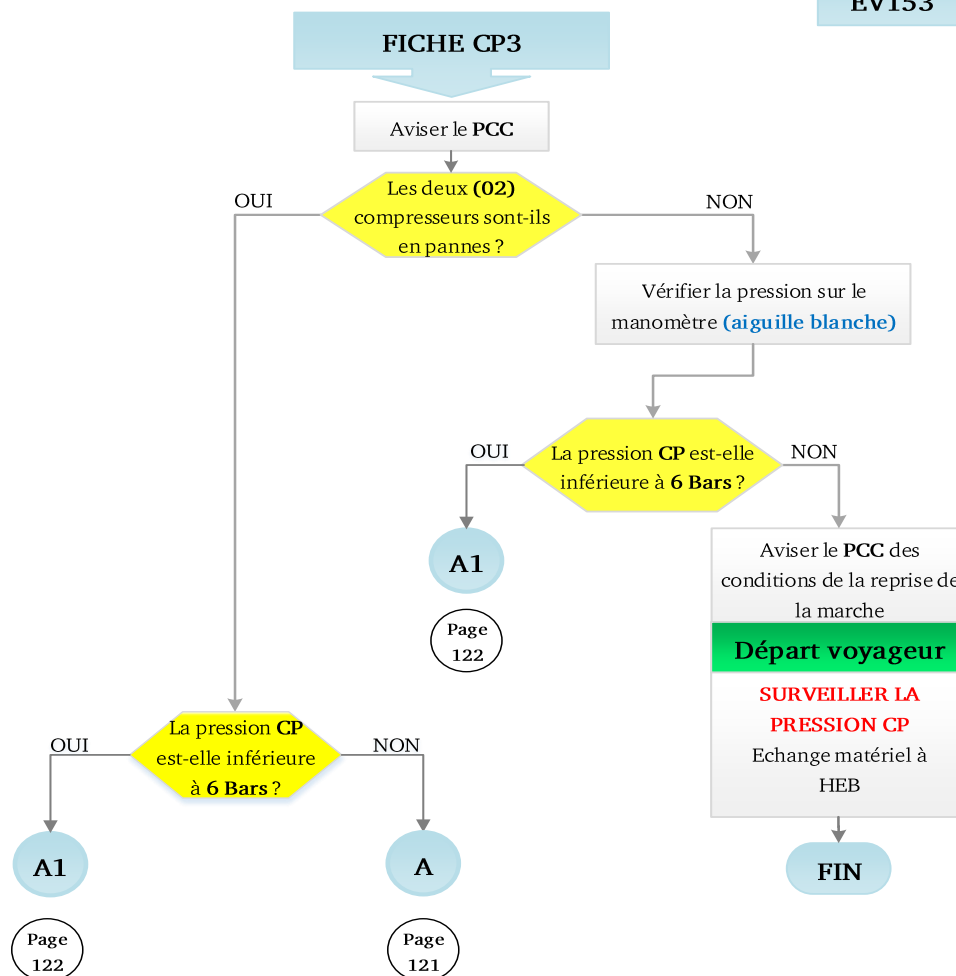 EV153
FICHE CP3
Aviser le PCC
Les deux (02)
compresseurs sont-ils
en pannes ?
OUI
NON
Vérifier la pression sur le
manomètre (aiguille blanche)
La pression CP est-elle
inférieure à 6 Bars ?
OUI
NON
A1
Page
122
Aviser le PCC des
conditions de la reprise de
la marche
Départ voyageur
SURVEILLER LA
PRESSION CP
Echange matériel à
HEB
FIN
La pression CP
est-elle inférieure
à 6 Bars ?
OUI
NON
A1
A
Page
122
Page
121